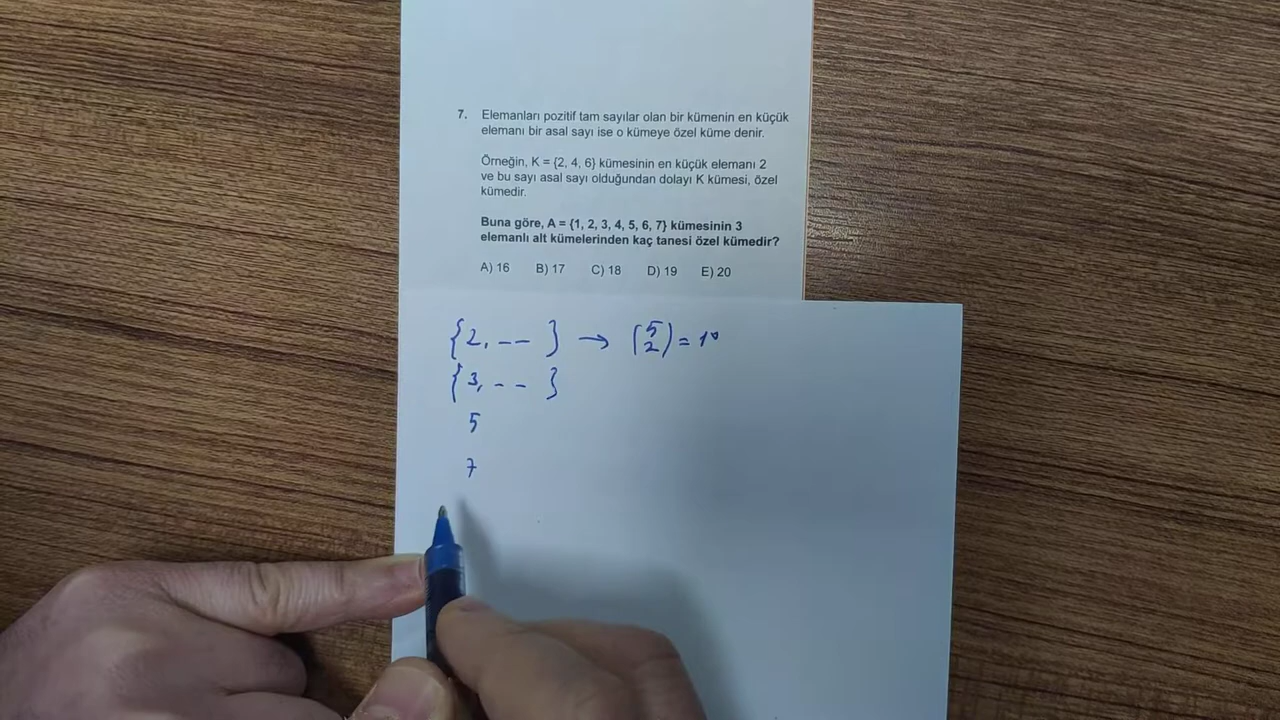 7. Elemanları pozitif tam sayılar olan bir kümenin en küçük
elemanı bir asal sayı ise o kümeye özel küme denir.
Örneğin, K = {2, 4, 6} kümesinin en küçük elemanı 2
ve bu sayı asal sayı olduğundan dolayı K kümesi, özel
kümedir.
Buna göre, A = {1, 2, 3, 4, 5, 6, 7} kümesinin 3
elemanlı alt kümelerinden kaç tanesi özel kümedir?
A) 16 B) 17 C) 18 D) 19 E) 20
{2, _ _ } → (5 2) = 10
{3, _ _ }
5
7